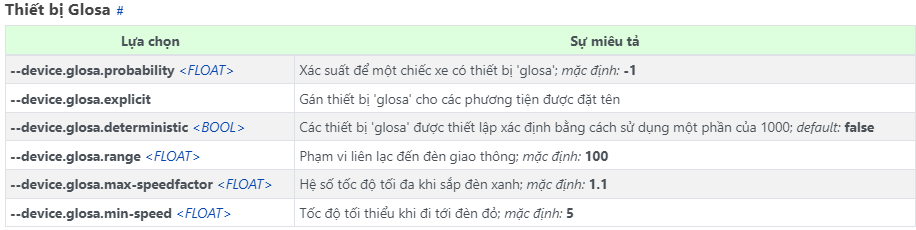 Thiết bị Glosa #
Lựa chọn Sự miêu tả
--device.glosa.probability <FLOAT> Xác suất để một chiếc xe có thiết bị 'glosa'; mặc định: -1
--device.glosa.explicit Gán thiết bị 'glosa' cho các phương tiện được đặt tên
--device.glosa.deterministic <BOOL> Các thiết bị 'glosa' được thiết lập xác định bằng cách sử dụng một phần của 1000; default: false
--device.glosa.range <FLOAT> Phạm vi liên lạc đến đèn giao thông; mặc định: 100
--device.glosa.max-speedfactor <FLOAT> Hệ số tốc độ tối đa khi sắp đèn xanh; mặc định: 1.1
--device.glosa.min-speed <FLOAT> Tốc độ tối thiểu khi đi tới đèn đỏ; mặc định: 5